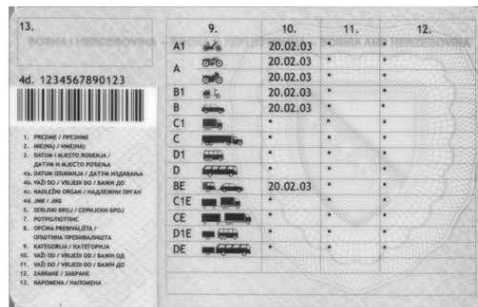 13.
9. 10. 11. 12.
4d. 1234567890123
A1 20.02.03 * *
A 20.02.03 * *
20.02.03 * *
B1 20.02.03 * *
B 20.02.03 * *
C1 * * *
C * * *
D1 * * *
D * * *
BE 20.02.03 * *
C1E * * *
CE * * *
D1E * * *
DE * * *
1. PREZIME / ПРЕЗИМЕ
2. IME(NA) / ИМЕ(НА)
3. DATUM I MJESTO ROĐENJA /
ДАТУМ И МЈЕСТО РОЂЕЊА
4a. DATUM IZDAVANJA / ДАТУМ ИЗДАВАЊА
4b. VAŽI DO / VRIJEDI DO / ВАЖИ ДО
4c. NADLEŽNI ORGAN / НАДЛЕЖНИ ОРГАН
4d. JMB / ЈМБ
5. SERIJSKI BROJ / СЕРИЈСКИ БРОЈ
7. POTPIS/ПОТПИС
8. OPĆINA PREBIVALIŠTA /
ОПШТИНА ПРЕБИВАЛИШТА
9. KATEGORIJA / КАТЕГОРИЈА
10. VAŽI OD / VRIJEDI OD / ВАЖИ ОД
11. VAŽI DO / VRIJEDI DO / ВАЖИ ДО
12. ZABRANE / ЗАБРАНЕ
13. NAPOMENA / НАПОМЕНА